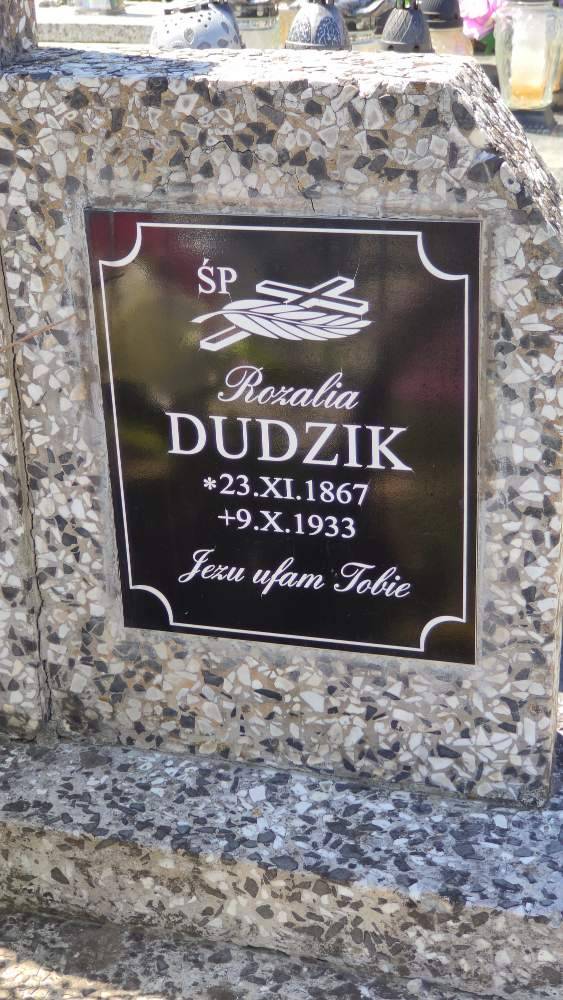 ŚP
Rozalia
DUDZIK
*23.XI.1867
+9.X.1933
Jezu ufam Tobie